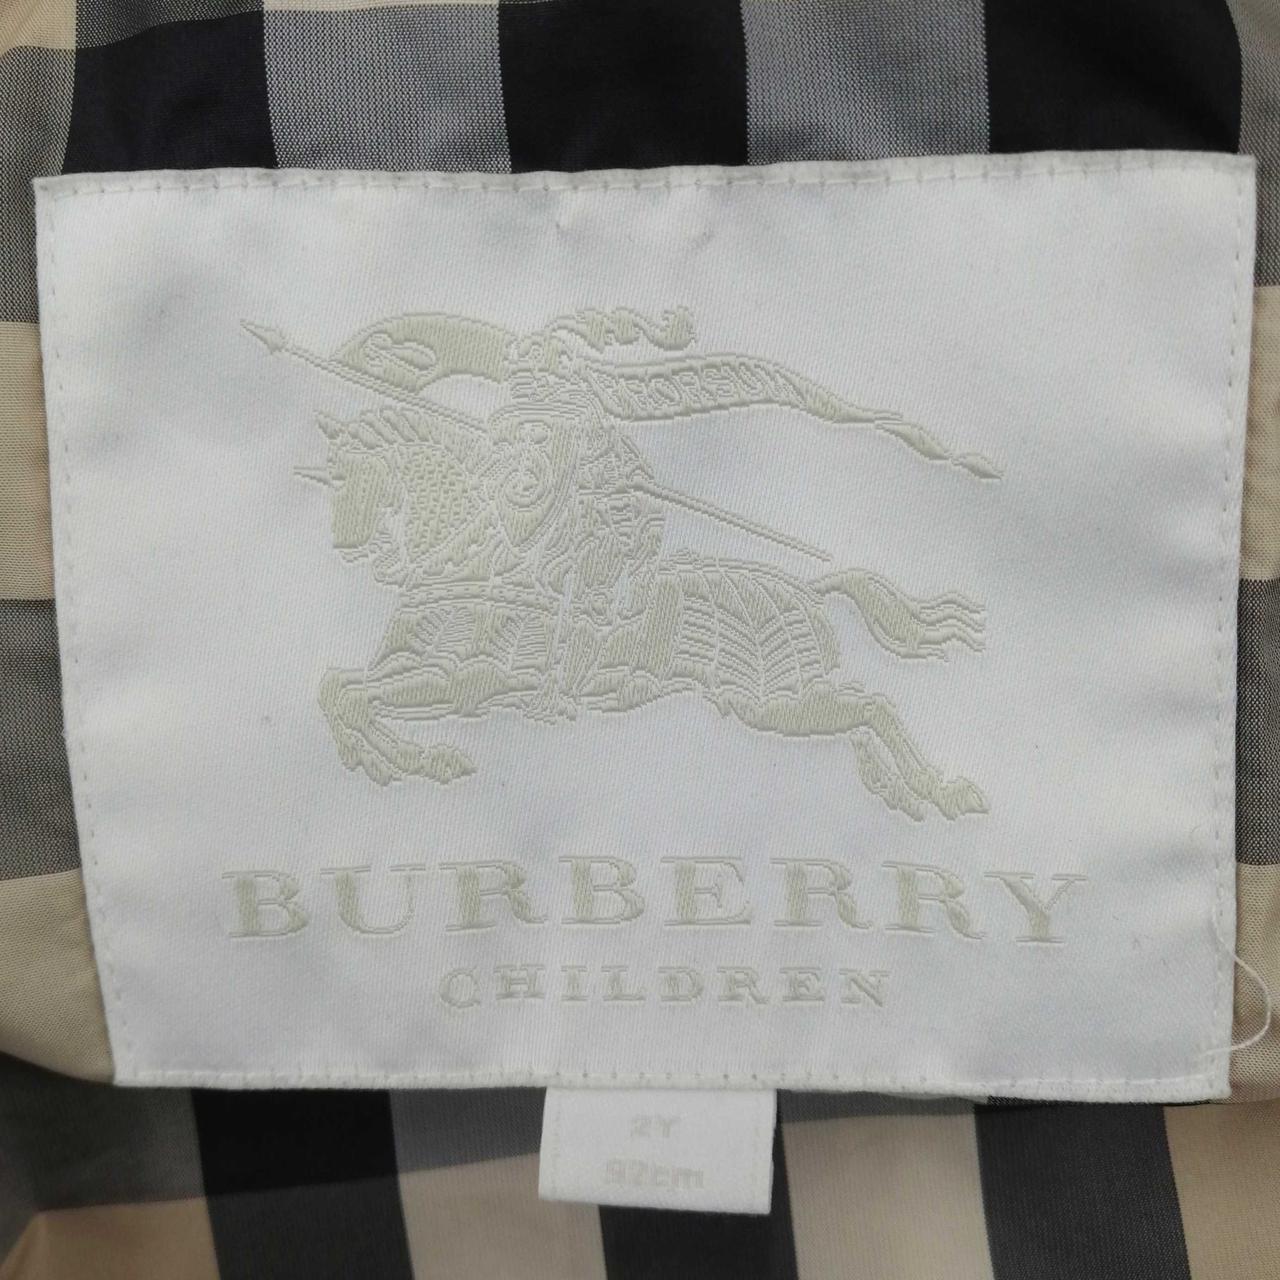 PRORSUM
BURBERRY
CHILDREN
2Y
92cm